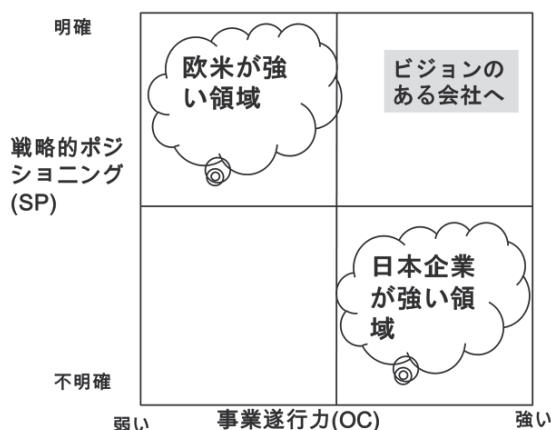 明確
欧米が強
い領域
ビジョンの
ある会社へ
戦略的ポジ
ショニング
(SP)
日本企業
が強い領
域
不明確
弱い
事業遂行力(OC)
強い